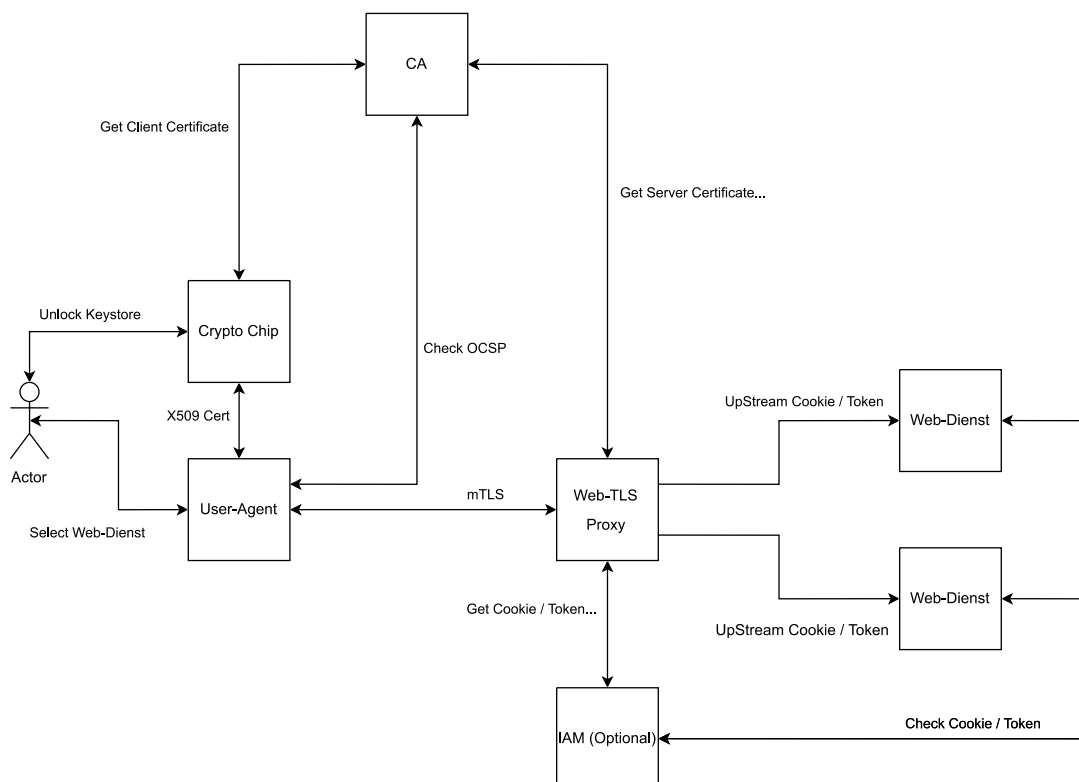 CA
Get Client Certificate
Get Server Certificate...
Unlock Keystore
Crypto Chip
Check OCSP
X509 Cert
UpStream Cookie / Token
Web-Dienst
Actor
User-Agent
mTLS
Web-TLS
Proxy
Select Web-Dienst
Web-Dienst
Get Cookie / Token...
UpStream Cookie / Token
IAM (Optional)
Check Cookie / Token